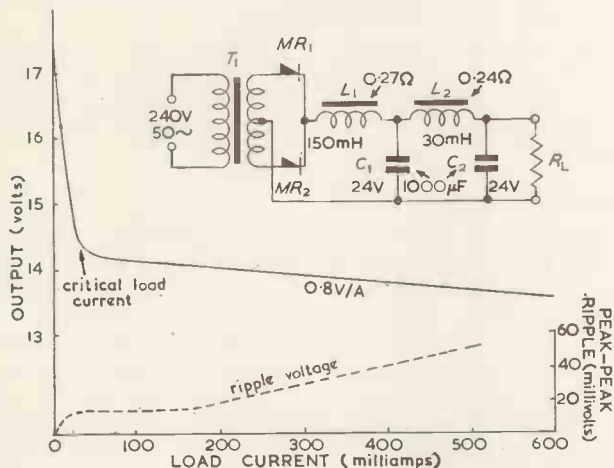 MR₁
T₁
0.27Ω
0.24Ω
L₁
L₂
240V
50~
150mH
30mH
C₁
C₂
R_L
24V
1000μF
24V
MR₂
17
16
15
14
13
OUTPUT (volts)
critical load
current
0.8V/A
ripple voltage
60
40
20
PEAK-PEAK
RIPPLE (millivolts)
0
100
200
300
400
500
600
LOAD CURRENT (milliamps)